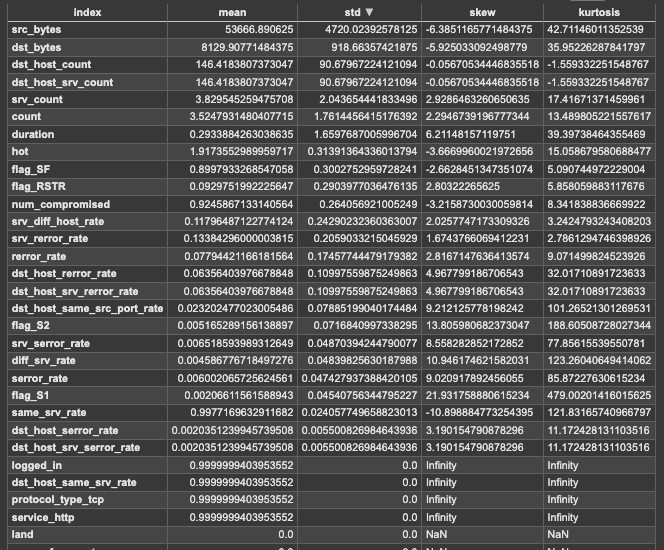 index mean std ▼ skew kurtosis
src_bytes 53666.890625 4720.02392578125 -6.3851165771484375 42.71146011352539
dst_bytes 8129.90771484375 918.66357421875 -5.925033092498779 35.95226287841797
dst_host_count 146.4183807373047 90.67967224121094 -0.05670534446835518 -1.559332251548767
dst_host_srv_count 146.4183807373047 90.67967224121094 -0.05670534446835518 -1.559332251548767
srv_count 3.829545259475708 2.043654441833496 2.9286463260650635 17.41671371459961
count 3.5247931480407715 1.7614456415176392 2.2946739196777344 13.489805221557617
duration 0.2933884263038635 1.6597687005996704 6.21148157119751 39.39738464355469
hot 1.9173552989959717 0.31391364336013794 -3.6669960021972656 15.058679580688477
flag_SF 0.8997933268547058 0.3002752959728241 -2.6628451347351074 5.090744972229004
flag_RSTR 0.0929751992225647 0.2903977036476135 2.80322265625 5.858059883117676
num_compromised 0.9245867133140564 0.264056921005249 -3.2158730030059814 8.341838836669922
srv_diff_host_rate 0.11796487122774124 0.24290232360363007 2.0257747173309326 3.2424793243408203
srv_rerror_rate 0.13384296000003815 0.2059033215045929 1.6743766069412231 2.7861294746398926
rerror_rate 0.07794421166181564 0.17457744479179382 2.8167147636413574 9.071499824523926
dst_host_rerror_rate 0.06356403976678848 0.10997559875249863 4.967799186706543 32.01710891723633
dst_host_srv_rerror_rate 0.06356403976678848 0.10997559875249863 4.967799186706543 32.01710891723633
dst_host_same_src_port_rate 0.023202477023005486 0.07885199040174484 9.212125778198242 101.26521301269531
flag_S2 0.005165289156138897 0.0716840997338295 13.805980682373047 188.60508728027344
srv_serror_rate 0.006518593989312649 0.04870394244790077 8.558282852172852 77.85615539550781
diff_srv_rate 0.004586776718497276 0.04839825630187988 10.946174621582031 123.26040649414062
serror_rate 0.006002065725624561 0.047427937388420105 9.020917892456055 85.87227630615234
flag_S1 0.00206611561588943 0.04540756344795227 21.931758880615234 479.00201416015625
same_srv_rate 0.9977169632911682 0.024057749658823013 -10.898884773254395 121.83165740966797
dst_host_serror_rate 0.0020351239945739508 0.005500826984643936 3.190154790878296 11.172428131103516
dst_host_srv_serror_rate 0.0020351239945739508 0.005500826984643936 3.190154790878296 11.172428131103516
logged_in 0.9999999403953552 0.0 Infinity Infinity
dst_host_same_srv_rate 0.9999999403953552 0.0 Infinity Infinity
protocol_type_tcp 0.9999999403953552 0.0 Infinity Infinity
service_http 0.9999999403953552 0.0 Infinity Infinity
land 0.0 0.0 NaN NaN